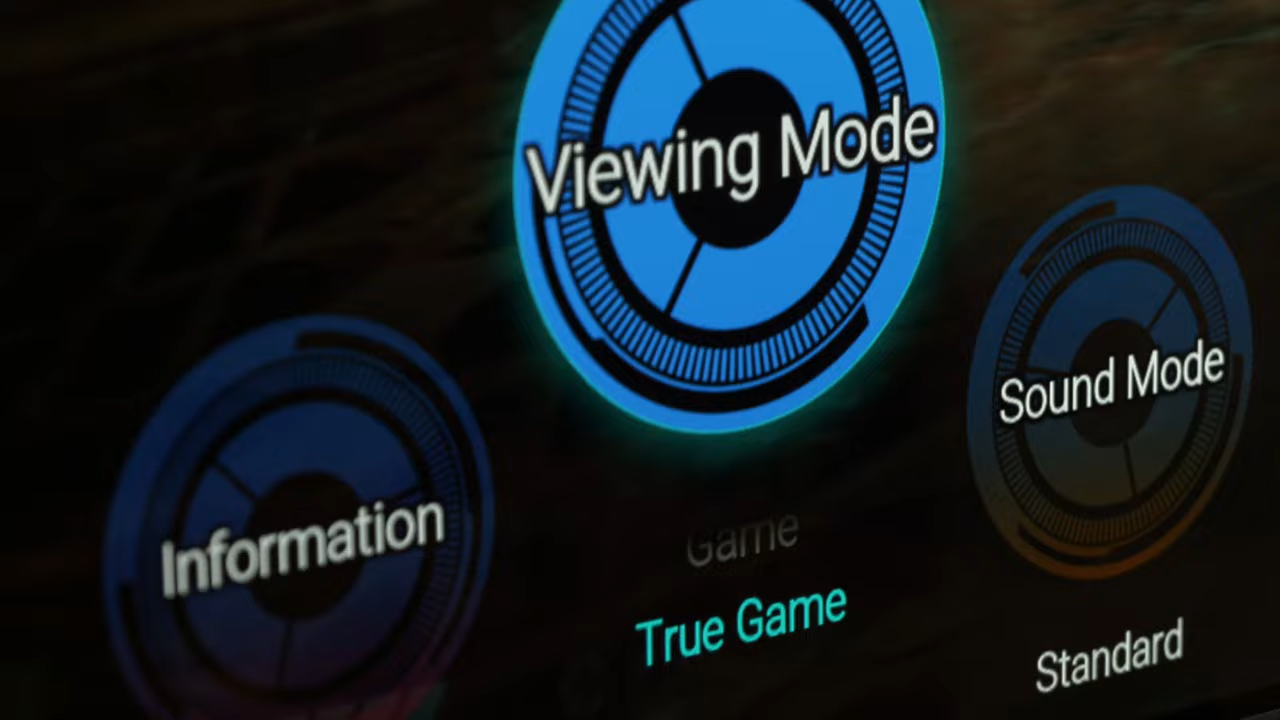 Viewing Mode
Sound Mode
Information
Game
True Game
Standard